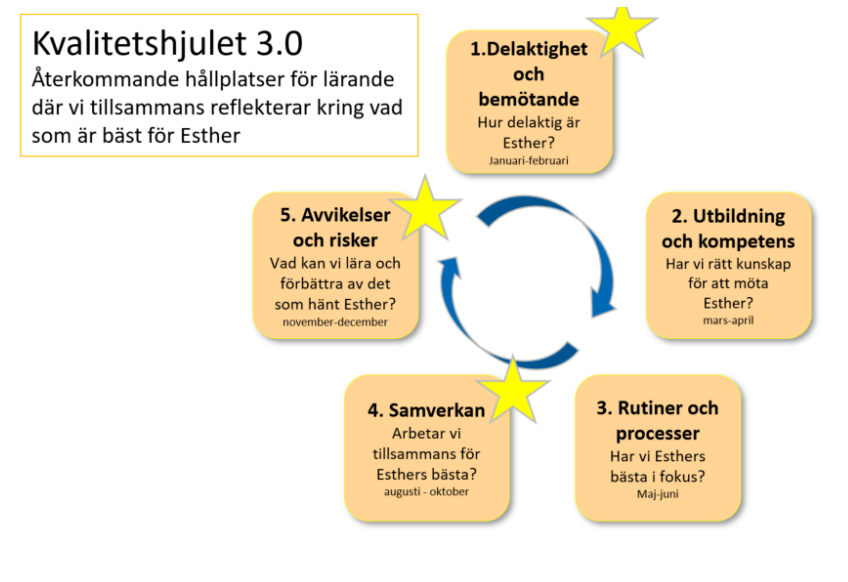 Kvalitetshjulet 3.0
Återkommande hållplatser för lärande
där vi tillsammans reflekterar kring vad
som är bäst för Esther
1.Delaktighet
och
bemötande
Hur delaktig är
Esther?
Januari-februari
2. Utbildning
och kompetens
Har vi rätt kunskap
för att möta
Esther?
mars-april
3. Rutiner och
processer
Har vi Esthers
bästa i fokus?
Maj-juni
4. Samverkan
Arbetar vi
tillsammans för
Esthers bästa?
augusti - oktober
5. Avvikelser
och risker
Vad kan vi lära och
förbättra av det
som hänt Esther?
november-december